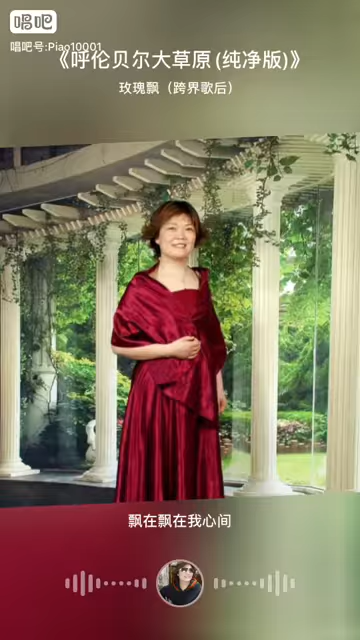 唱吧
唱吧号:Piao10001
《呼伦贝尔大草原(纯净版)》
玫瑰飘（跨界歌后）
飘在飘在我心间